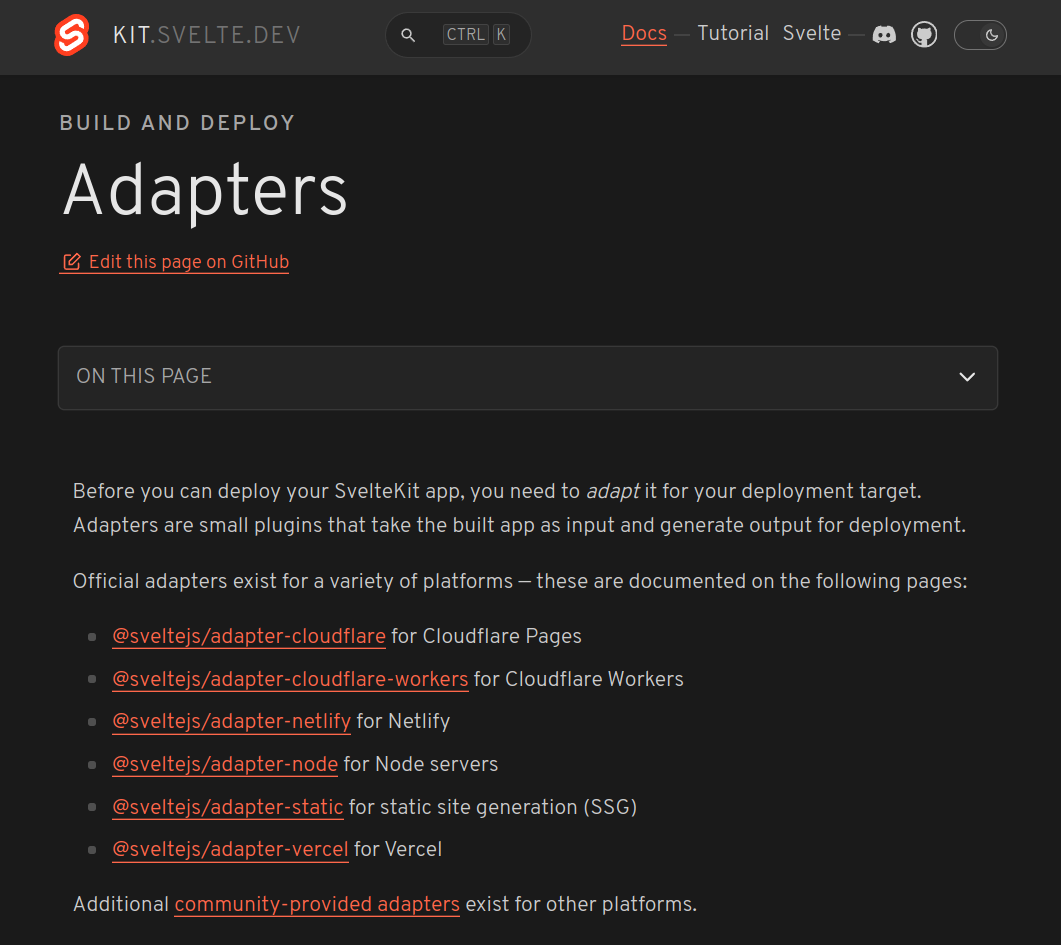 KIT.SVELTE.DEV
CTRL K
Docs — Tutorial Svelte —
BUILD AND DEPLOY
Adapters
Edit this page on GitHub
ON THIS PAGE
Before you can deploy your SvelteKit app, you need to adapt it for your deployment target.
Adapters are small plugins that take the built app as input and generate output for deployment.
Official adapters exist for a variety of platforms — these are documented on the following pages:
@sveltejs/adapter-cloudflare for Cloudflare Pages
@sveltejs/adapter-cloudflare-workers for Cloudflare Workers
@sveltejs/adapter-netlify for Netlify
@sveltejs/adapter-node for Node servers
@sveltejs/adapter-static for static site generation (SSG)
@sveltejs/adapter-vercel for Vercel
Additional community-provided adapters exist for other platforms.